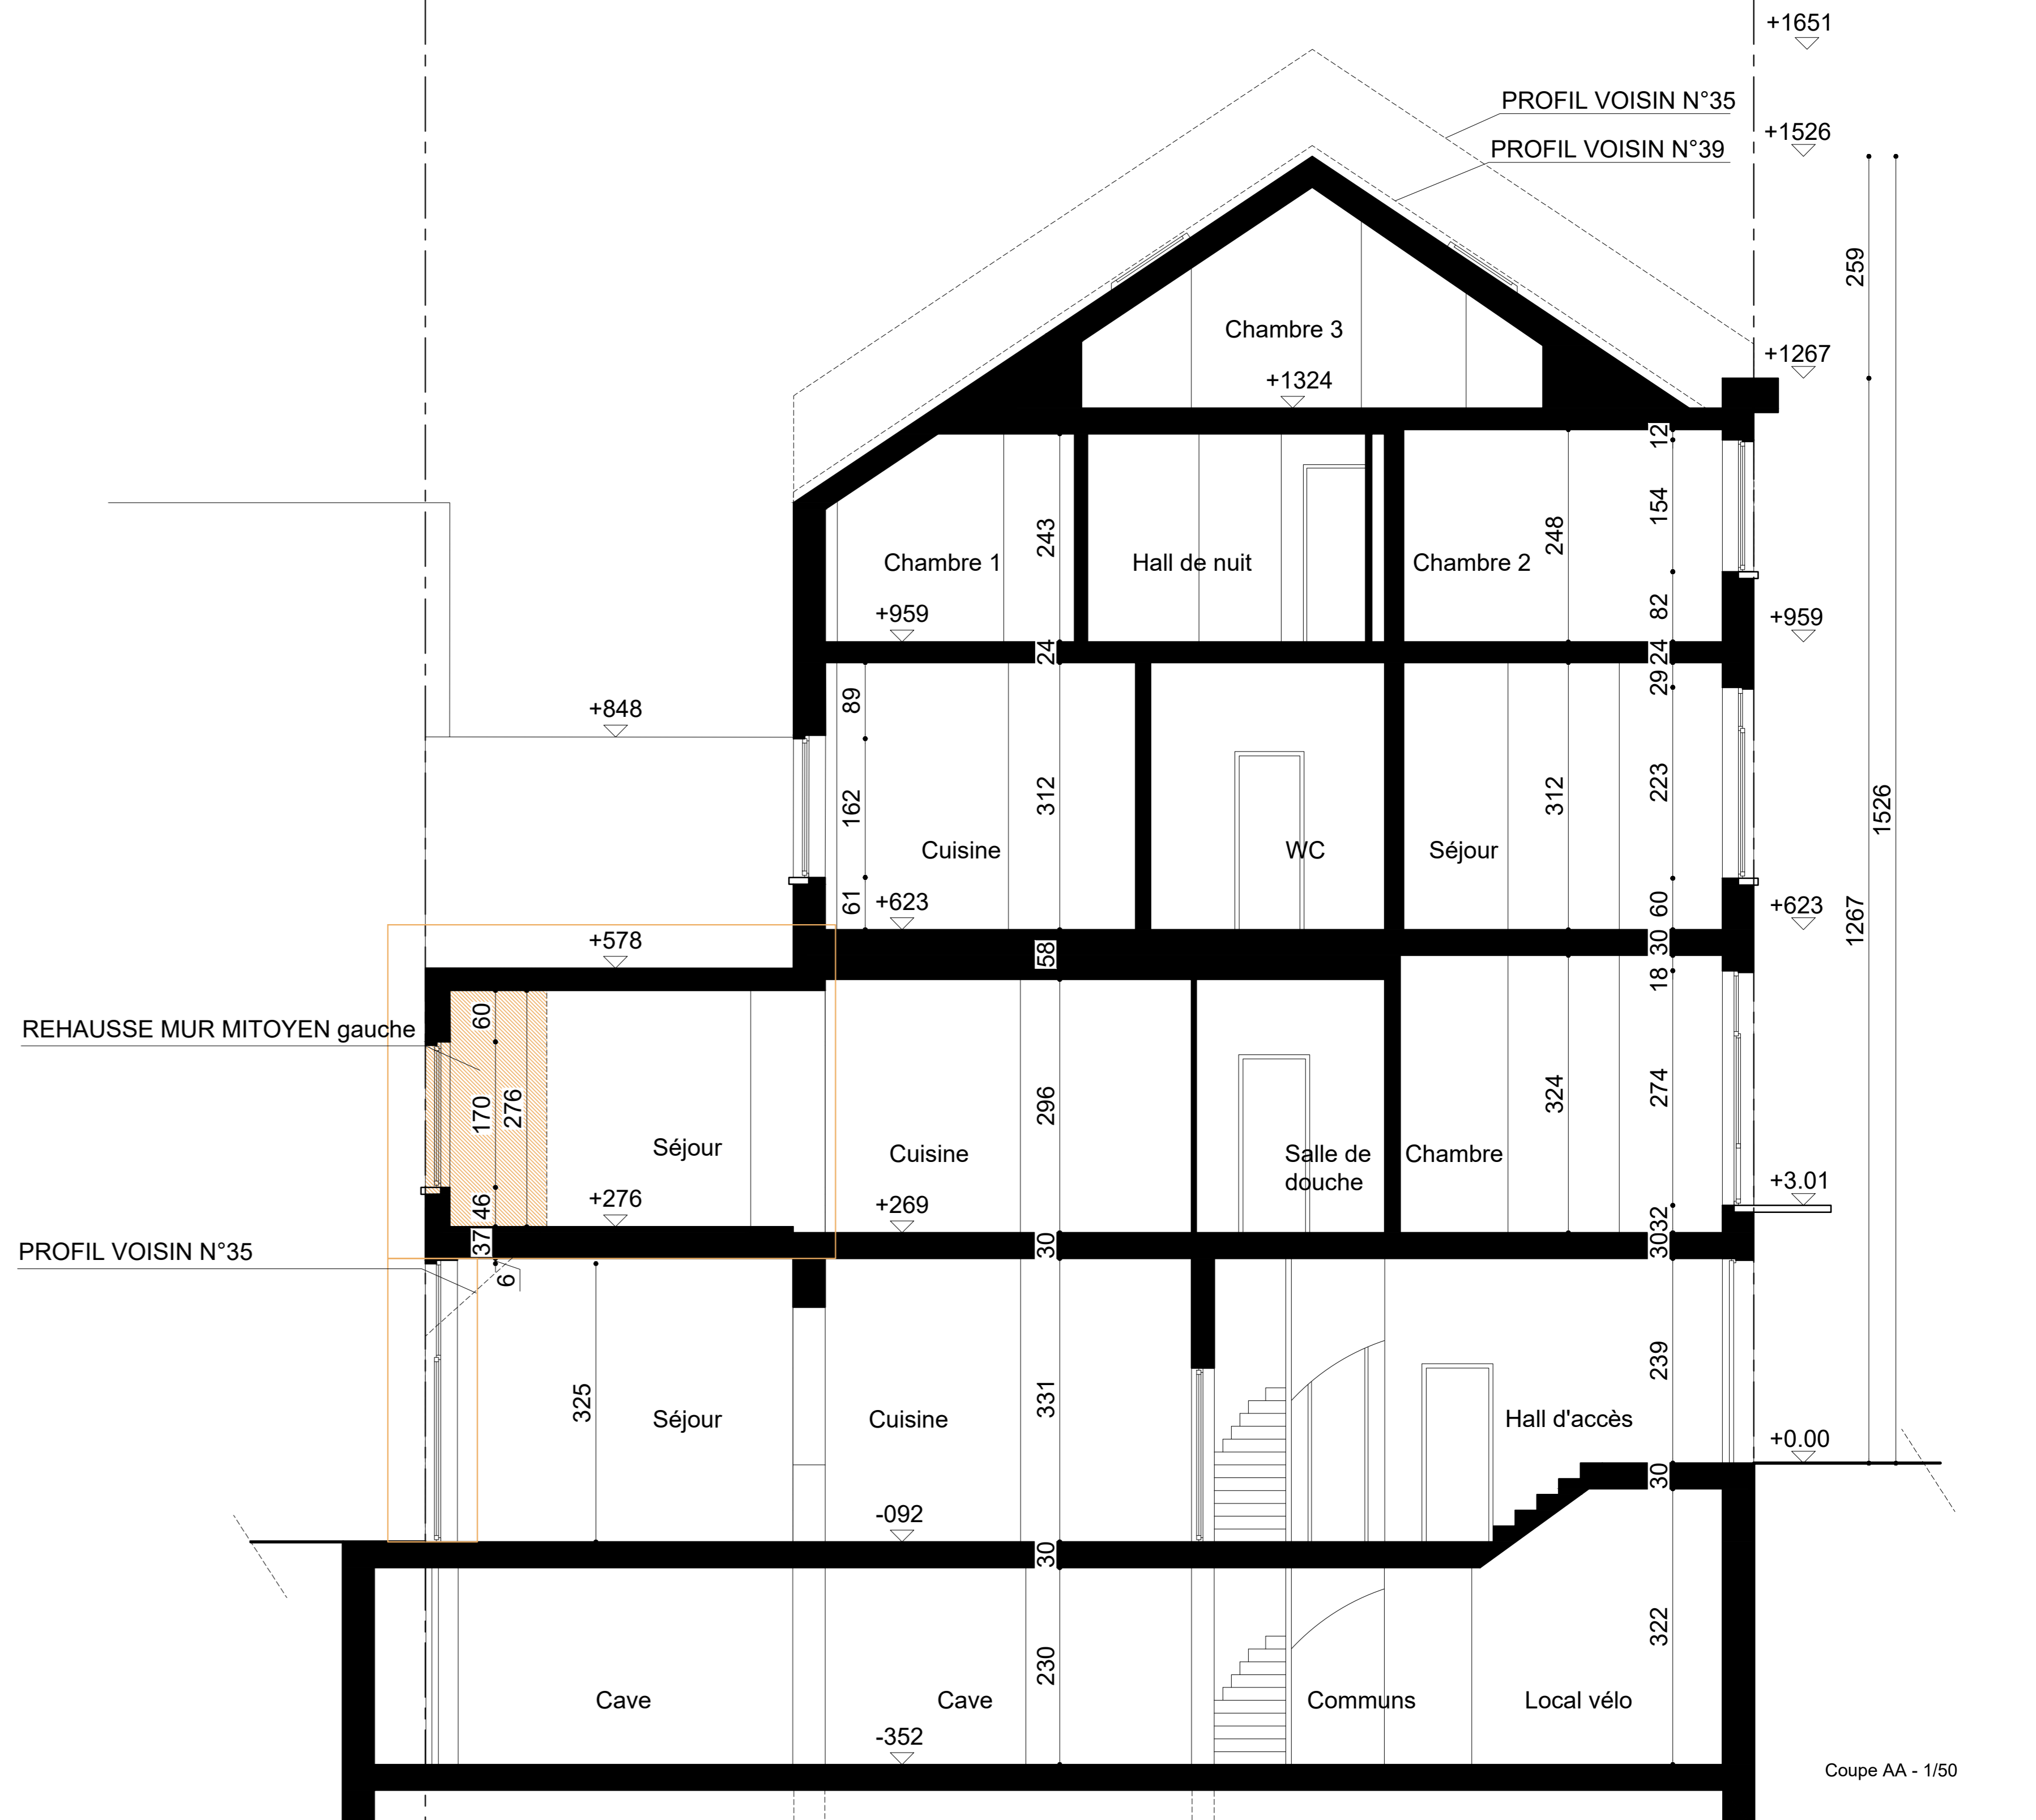 +1651
PROFIL VOISIN N°35
+1526
PROFIL VOISIN N°39
259
Chambre 3
+1267
+1324
12
154
243
248
Chambre 1
Hall de nuit
Chambre 2
82
+959
+959
24
24
29
89
+848
162
312
312
223
1526
Cuisine
WC
Séjour
61
+623
60
+623
1267
+578
58
30
18
60
REHAUSSE MUR MITOYEN gauche
170
276
296
324
274
Séjour
Cuisine
Salle de
douche
Chambre
46
+276
+269
+3.01
32
37
30
30
PROFIL VOISIN N°35
6
325
331
239
Séjour
Cuisine
Hall d'accès
+0.00
30
-092
30
230
322
Cave
Cave
Communs
Local vélo
-352
Coupe AA - 1/50